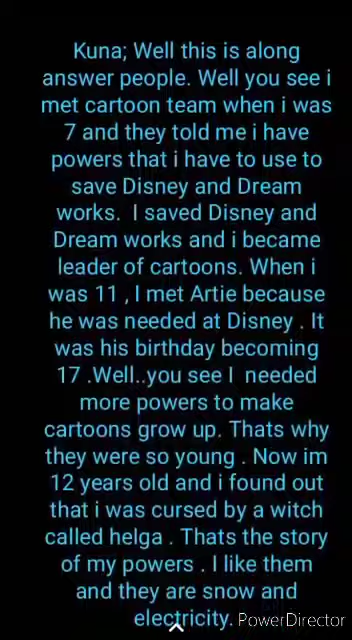 Kuna; Well this is along
answer people. Well you see i
met cartoon team when i was
7 and they told me i have
powers that i have to use to
save Disney and Dream
works.  I saved Disney and
Dream works and i became
leader of cartoons. When i
was 11 , I met Artie because
he was needed at Disney . It
was his birthday becoming
17 .Well..you see I  needed
more powers to make
cartoons grow up. Thats why
they were so young . Now im
12 years old and i found out
that i was cursed by a witch
called helga . Thats the story
of my powers . I like them
and they are snow and
electricity. PowerDirector